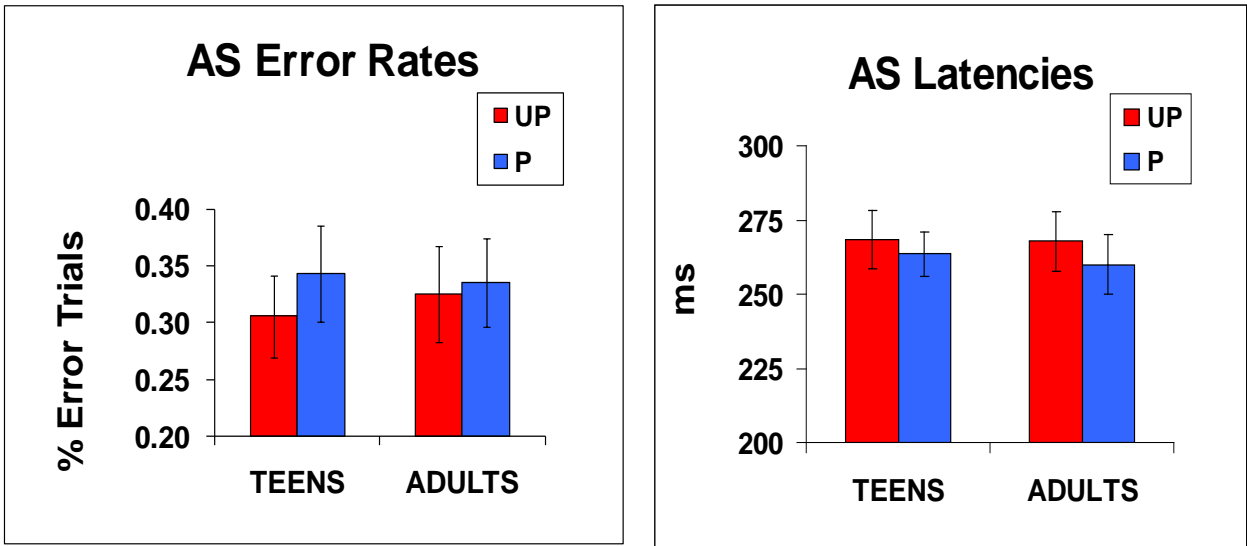 AS Error Rates
UP
P
% Error Trials
0.40
0.35
0.30
0.25
0.20
TEENS ADULTS
AS Latencies
UP
P
ms
300
275
250
225
200
TEENS ADULTS